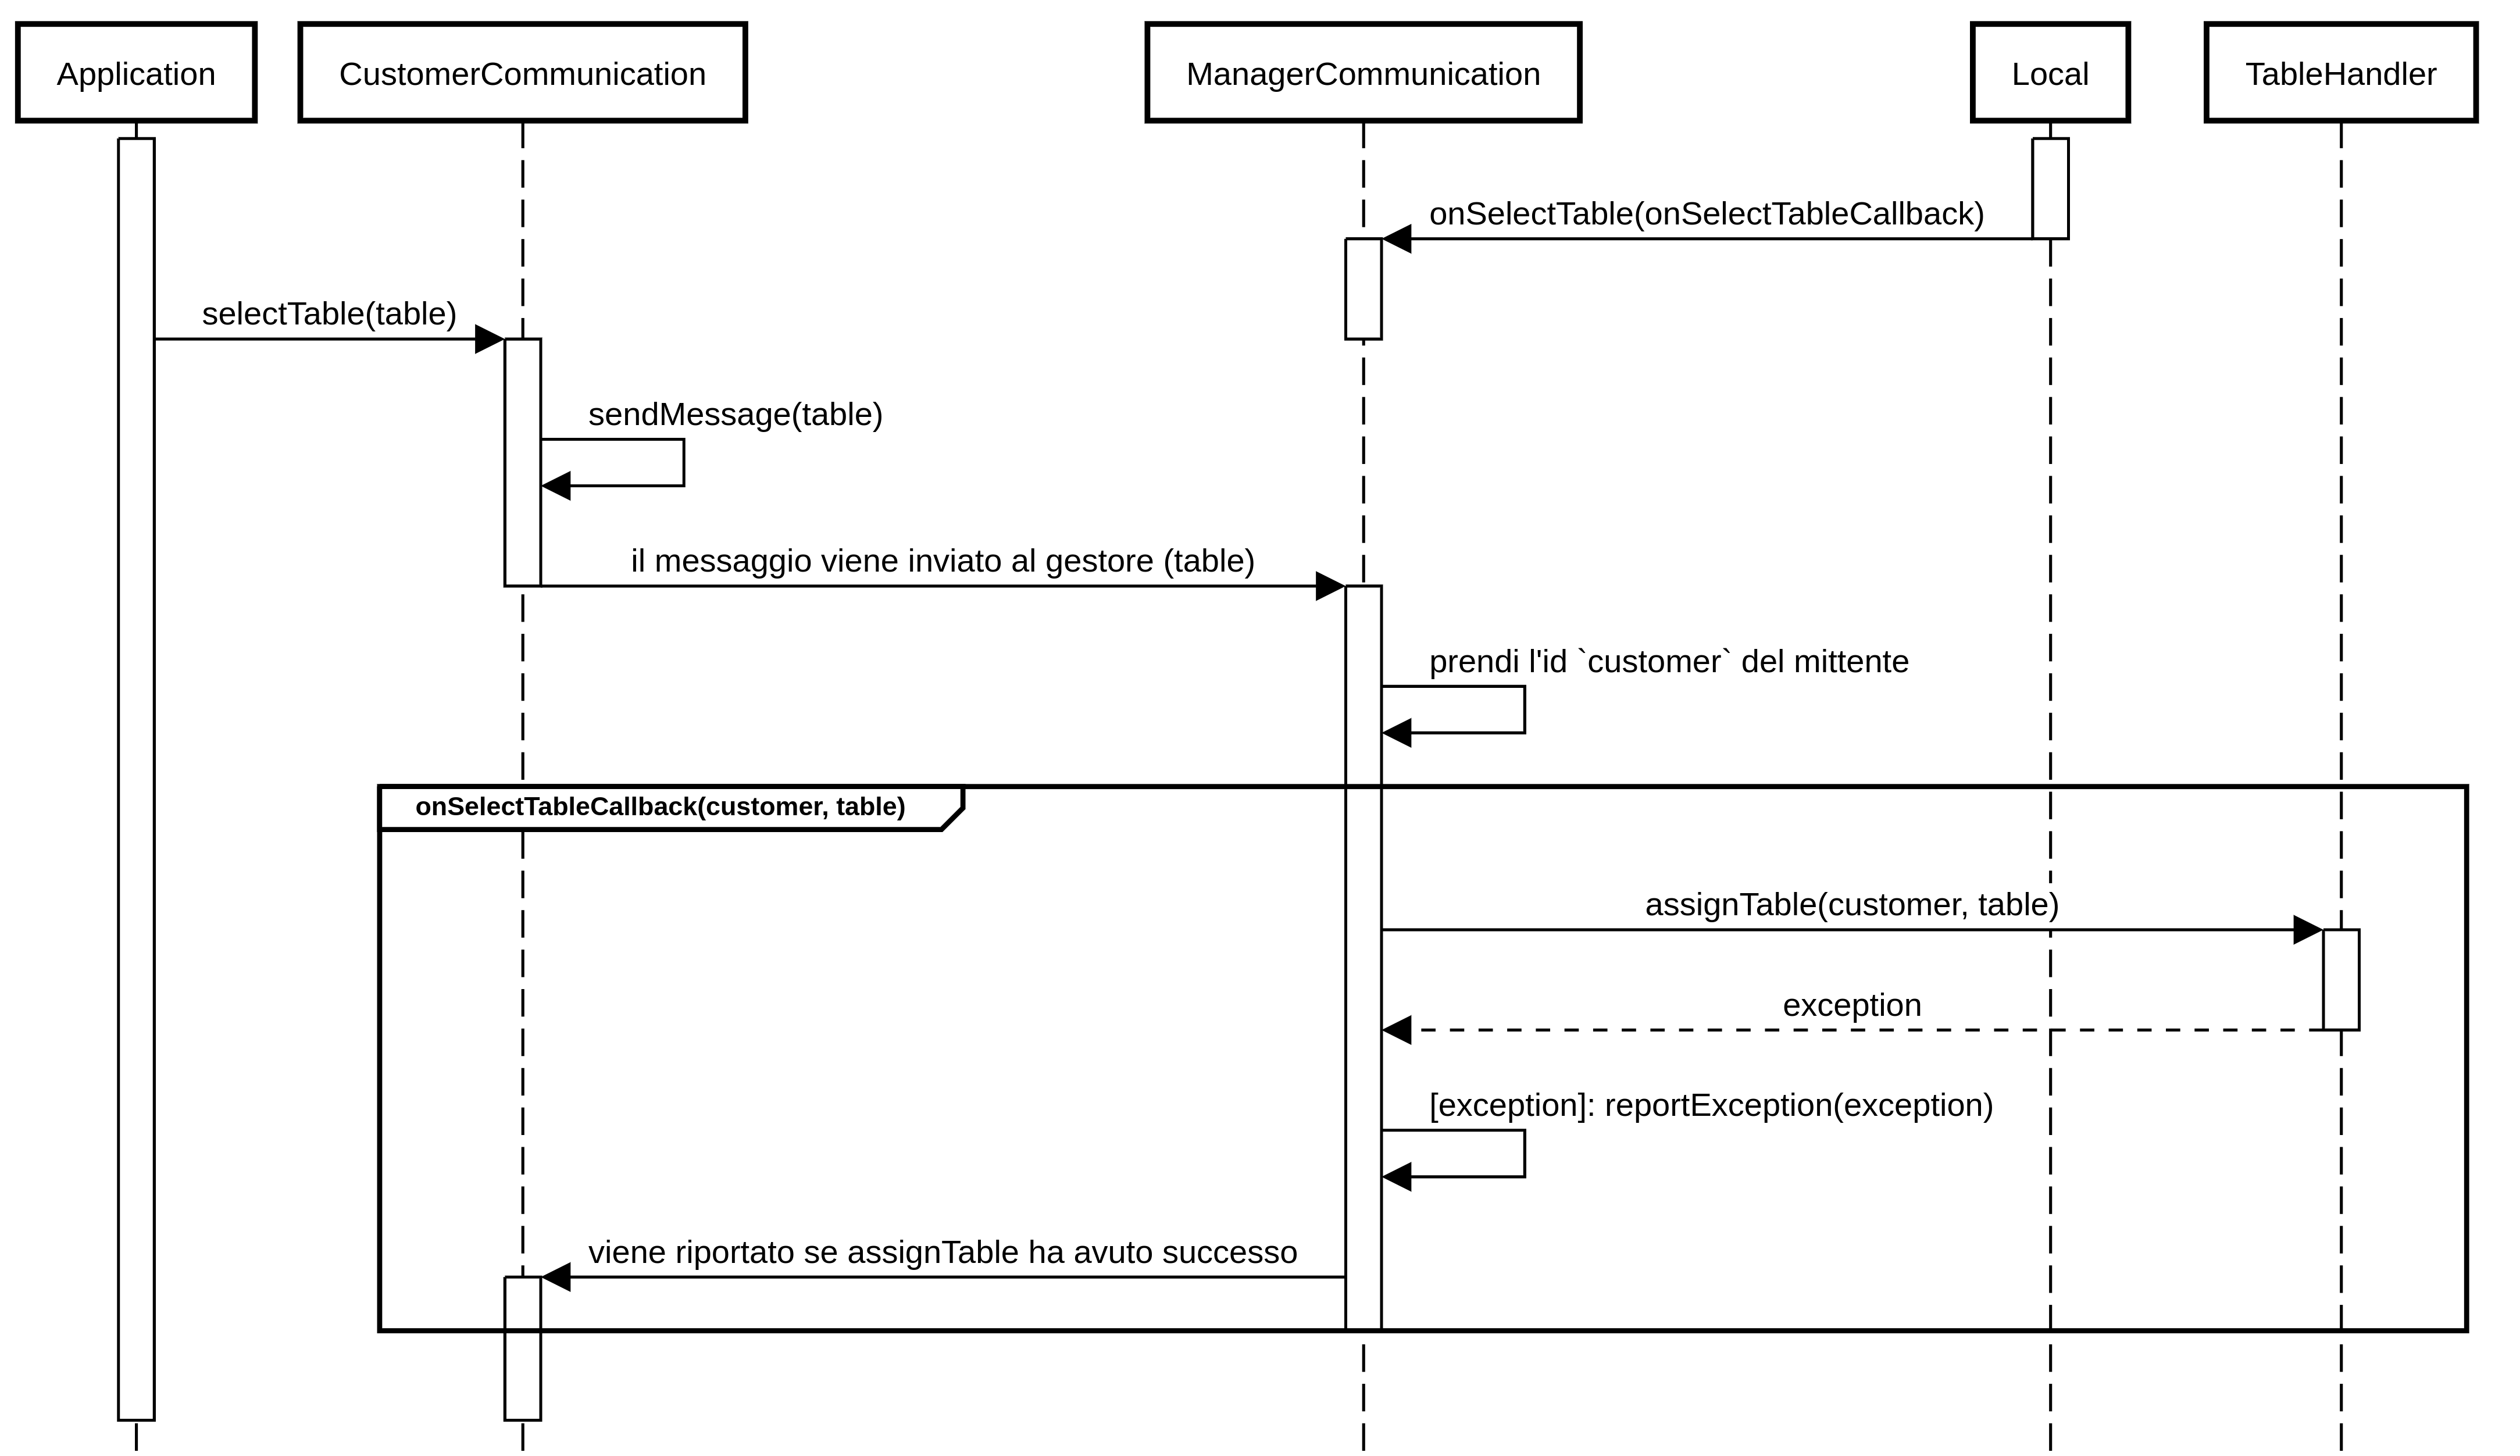 Application
CustomerCommunication
ManagerCommunication
Local
TableHandler
onSelectTable(onSelectTableCallback)
selectTable(table)
sendMessage(table)
il messaggio viene inviato al gestore (table)
prendi l'id `customer` del mittente
onSelectTableCallback(customer, table)
assignTable(customer, table)
exception
[exception]: reportException(exception)
viene riportato se assignTable ha avuto successo